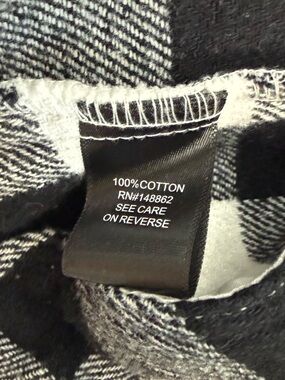 100%COTTON
RN#148862
SEE CARE
ON REVERSE